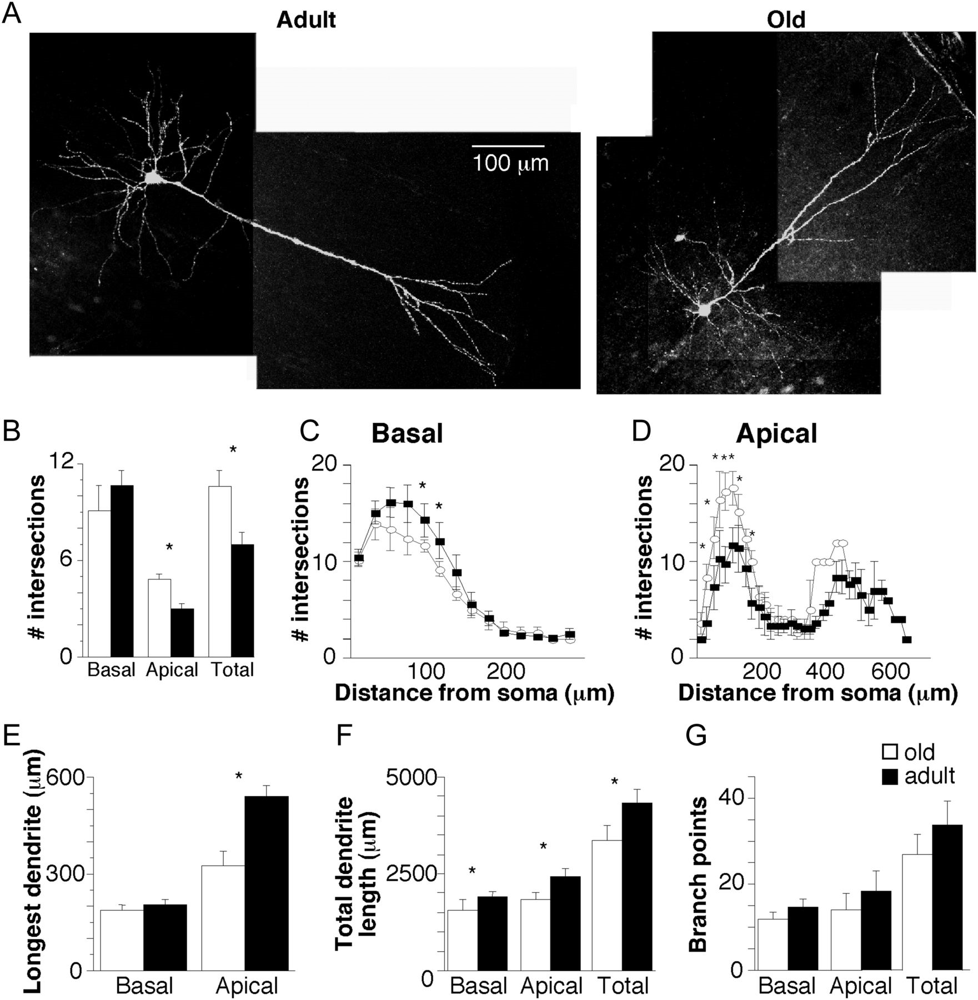 A
Adult
Old
100 μm
B
# intersections
12
6
0
*
*
Basal Apical Total
C
Basal
# intersections
20
10
0
*
*
100 200
Distance from soma (μm)
D
Apical
# intersections
20
10
0
* * *
*
*
*
*
200 400 600
Distance from soma (μm)
E
Longest dendrite (μm)
600
300
0
*
Basal Apical
F
Total dendrite
length (μm)
5000
2500
0
*
*
*
Basal Apical Total
G
old
adult
Branch points
40
20
0
Basal Apical Total